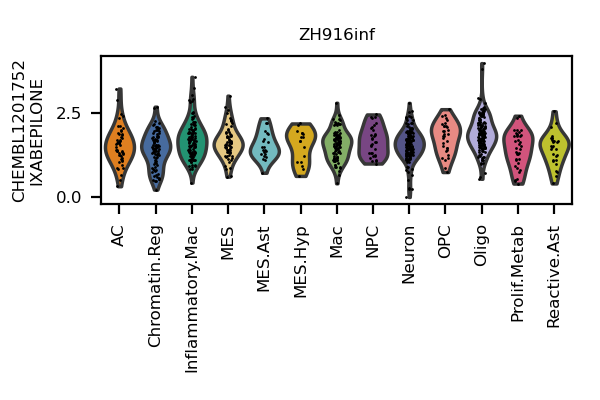 ZH916inf
CHEMBL1201752
IXABEPILONE
2.5
0.0
AC
Chromatin.Reg
Inflammatory.Mac
MES
MES.Ast
MES.Hyp
Mac
NPC
Neuron
OPC
Oligo
Prolif.Metab
Reactive.Ast